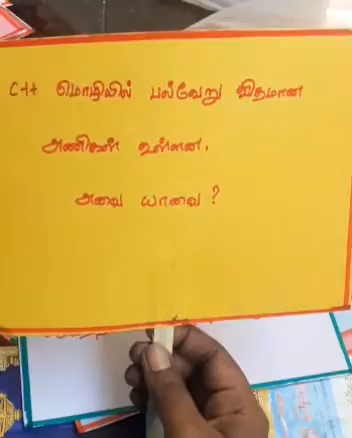 C++ மொழியில் பல்வேறு விதமான
அணிகள் உள்ளன.
அவை யாவை?